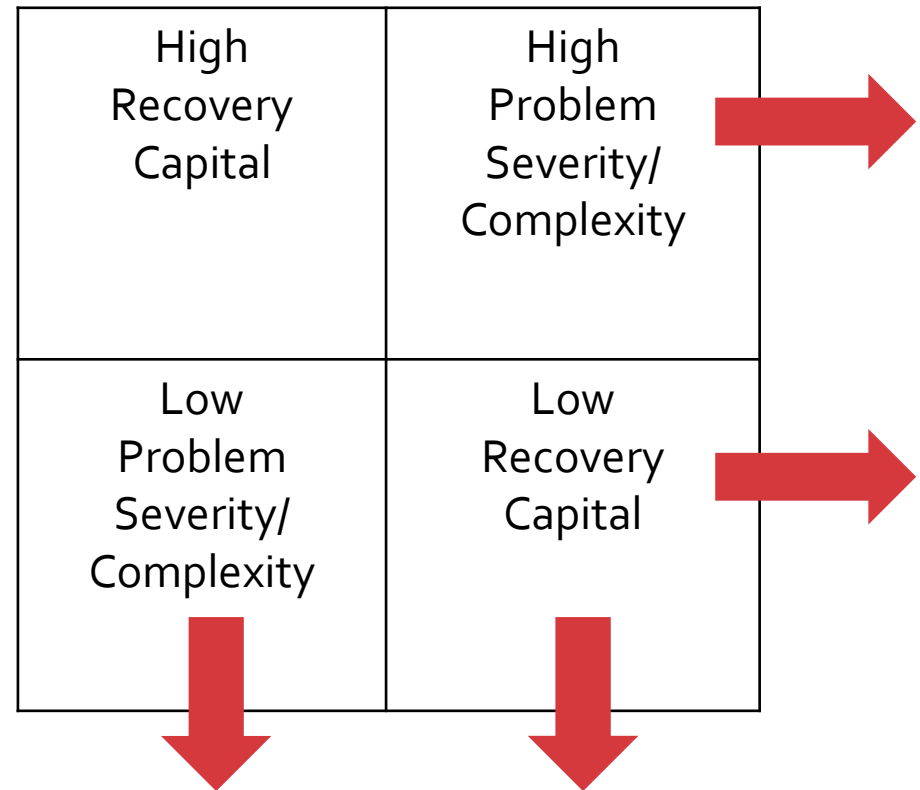 High
Recovery
Capital
High
Problem
Severity/
Complexity
Low
Problem
Severity/
Complexity
Low
Recovery
Capital